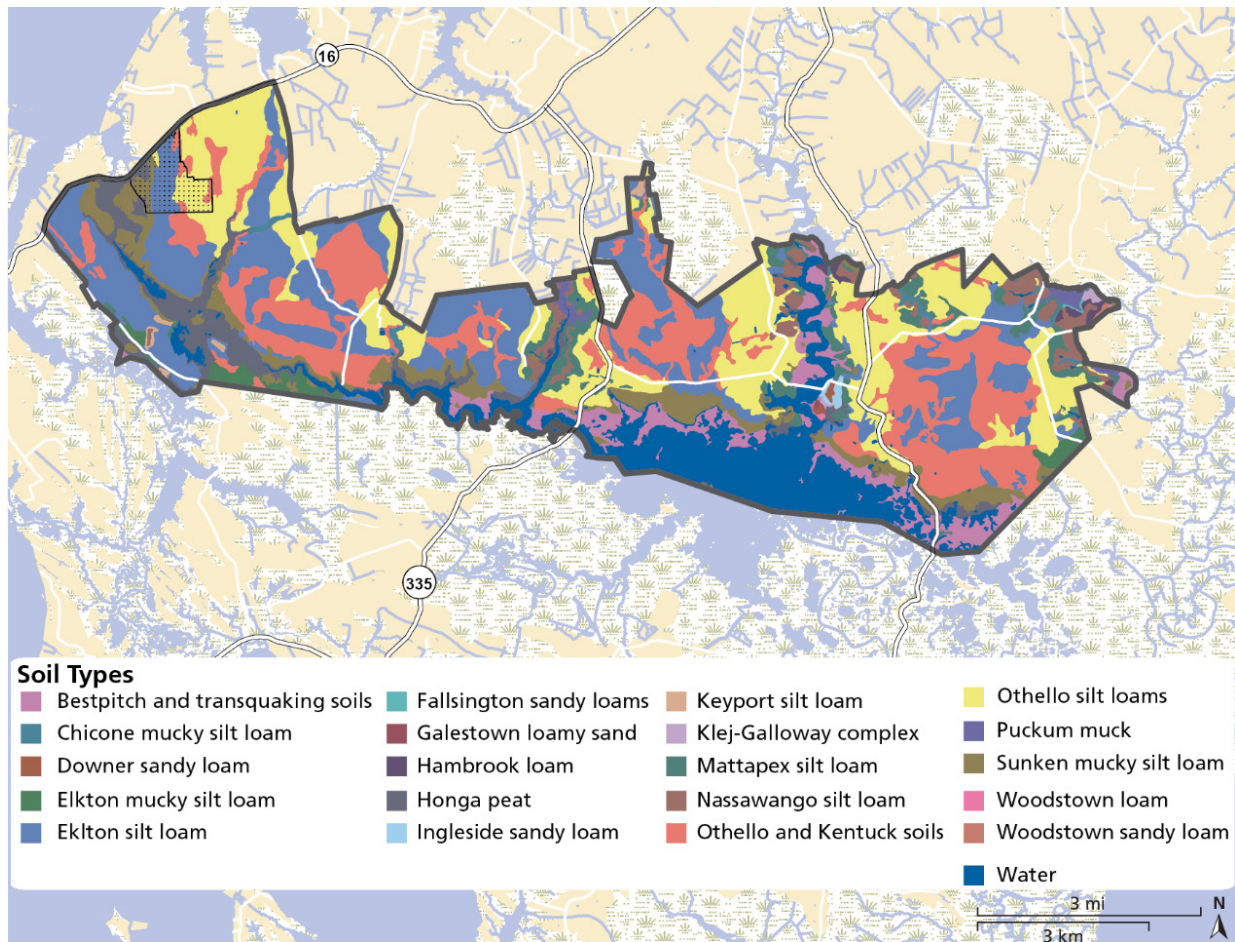 16
335
Soil Types
Bestpitch and transquaking soils
Chicone mucky silt loam
Downer sandy loam
Elkton mucky silt loam
Eklton silt loam
Fallsington sandy loams
Galestown loamy sand
Hambrook loam
Honga peat
Ingleside sandy loam
Keyport silt loam
Klej-Galloway complex
Mattapex silt loam
Nassawango silt loam
Othello and Kentuck soils
Othello silt loams
Puckum muck
Sunken mucky silt loam
Woodstown loam
Woodstown sandy loam
Water
3 mi
3 km
N